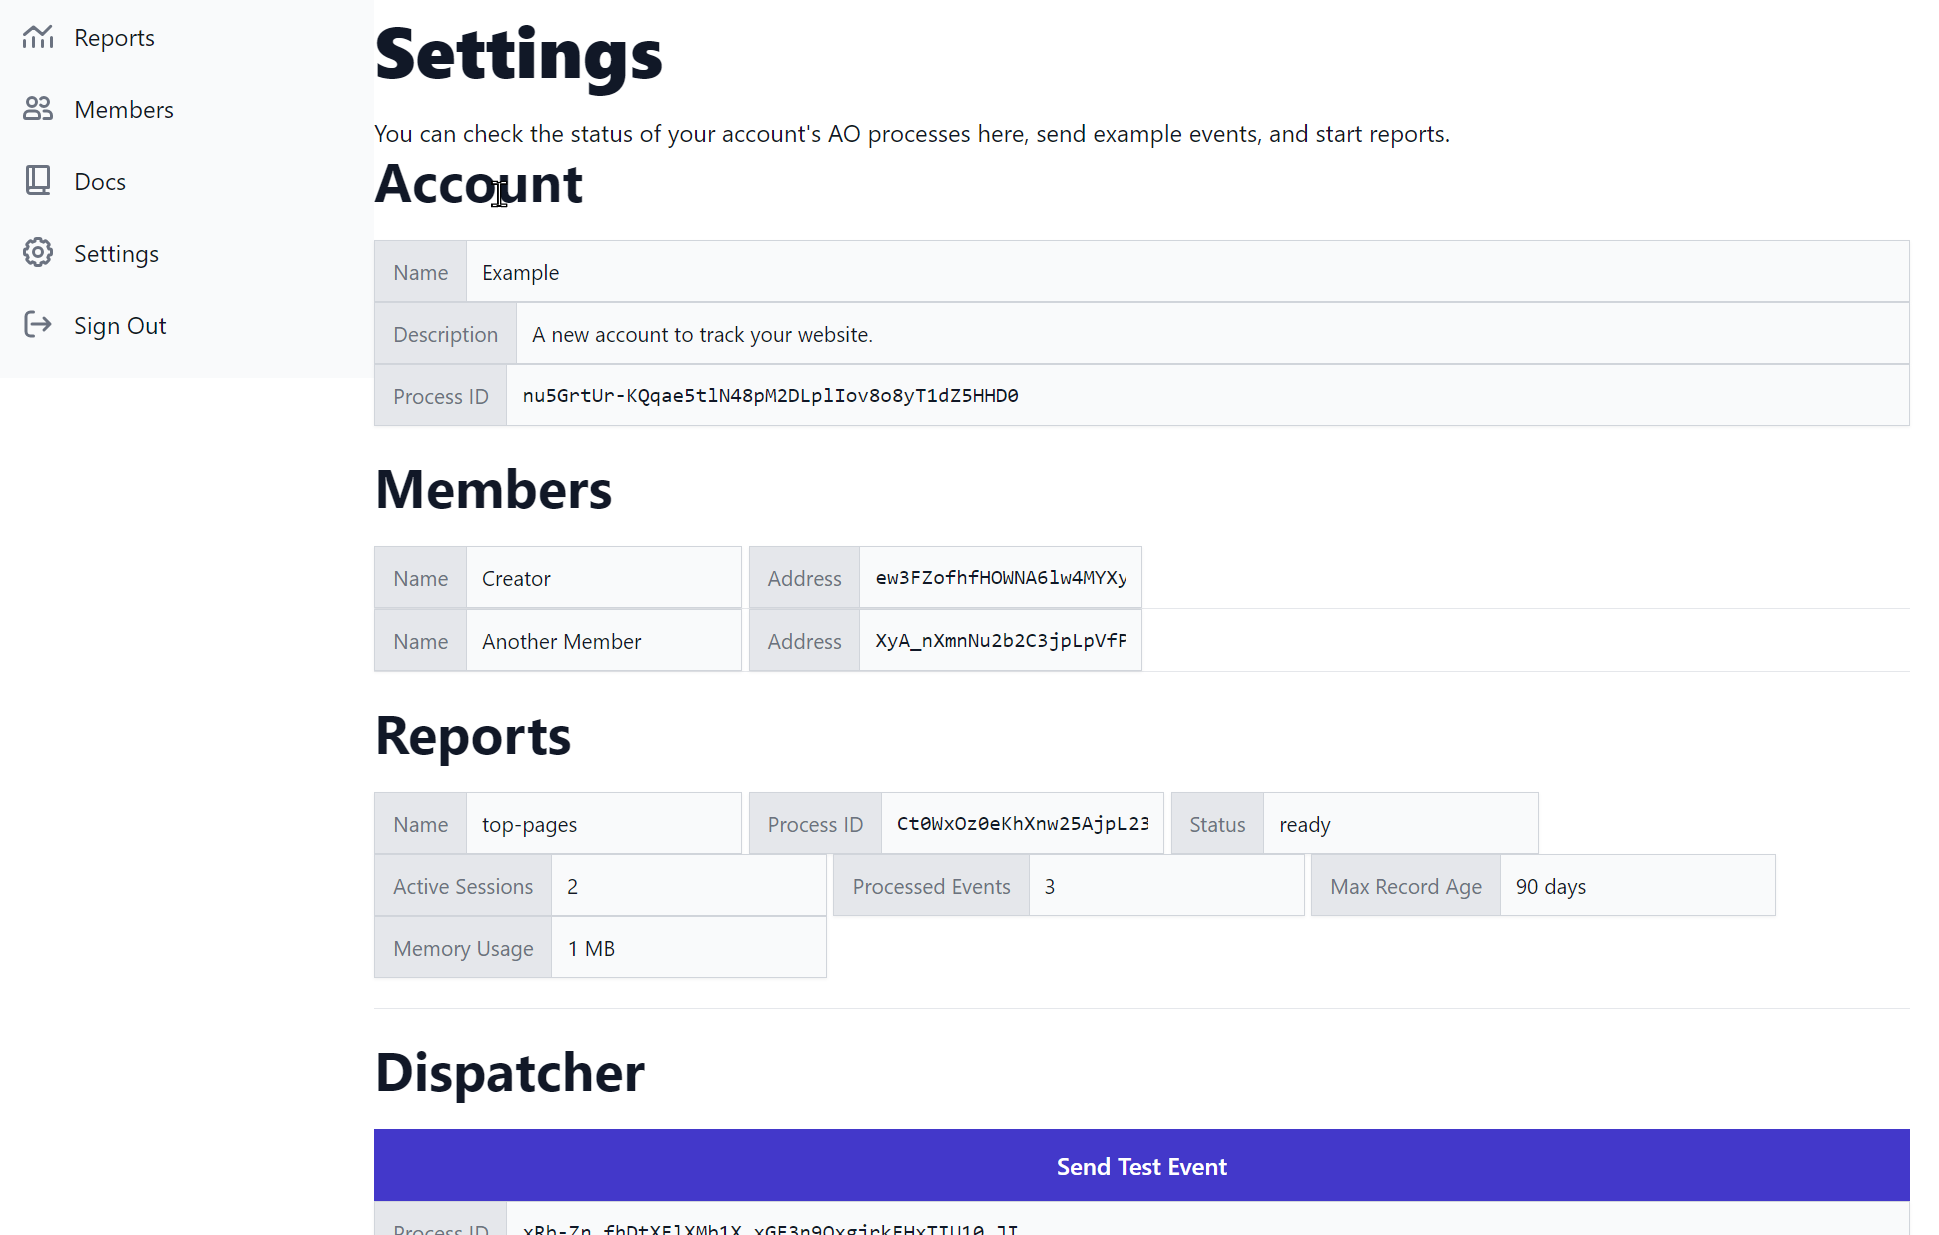 Reports
Members
Docs
Settings
Sign Out
Settings
You can check the status of your account's AO processes here, send example events, and start reports.
Account
Name Example
Description A new account to track your website.
Process ID nu5GrtUr-KQqae5tlN48pM2DLplIov8o8yT1dZ5HHD0
Members
Name Creator Address ew3FZofhfHOWNA6lw4MYXy
Name Another Member Address XyA_nXmnNu2b2C3jpLpVfF
Reports
Name top-pages Process ID Ct0WxOz0eKhXnw25AjpL23 Status ready
Active Sessions 2 Processed Events 3 Max Record Age 90 days
Memory Usage 1 MB
Dispatcher
Send Test Event
Process ID